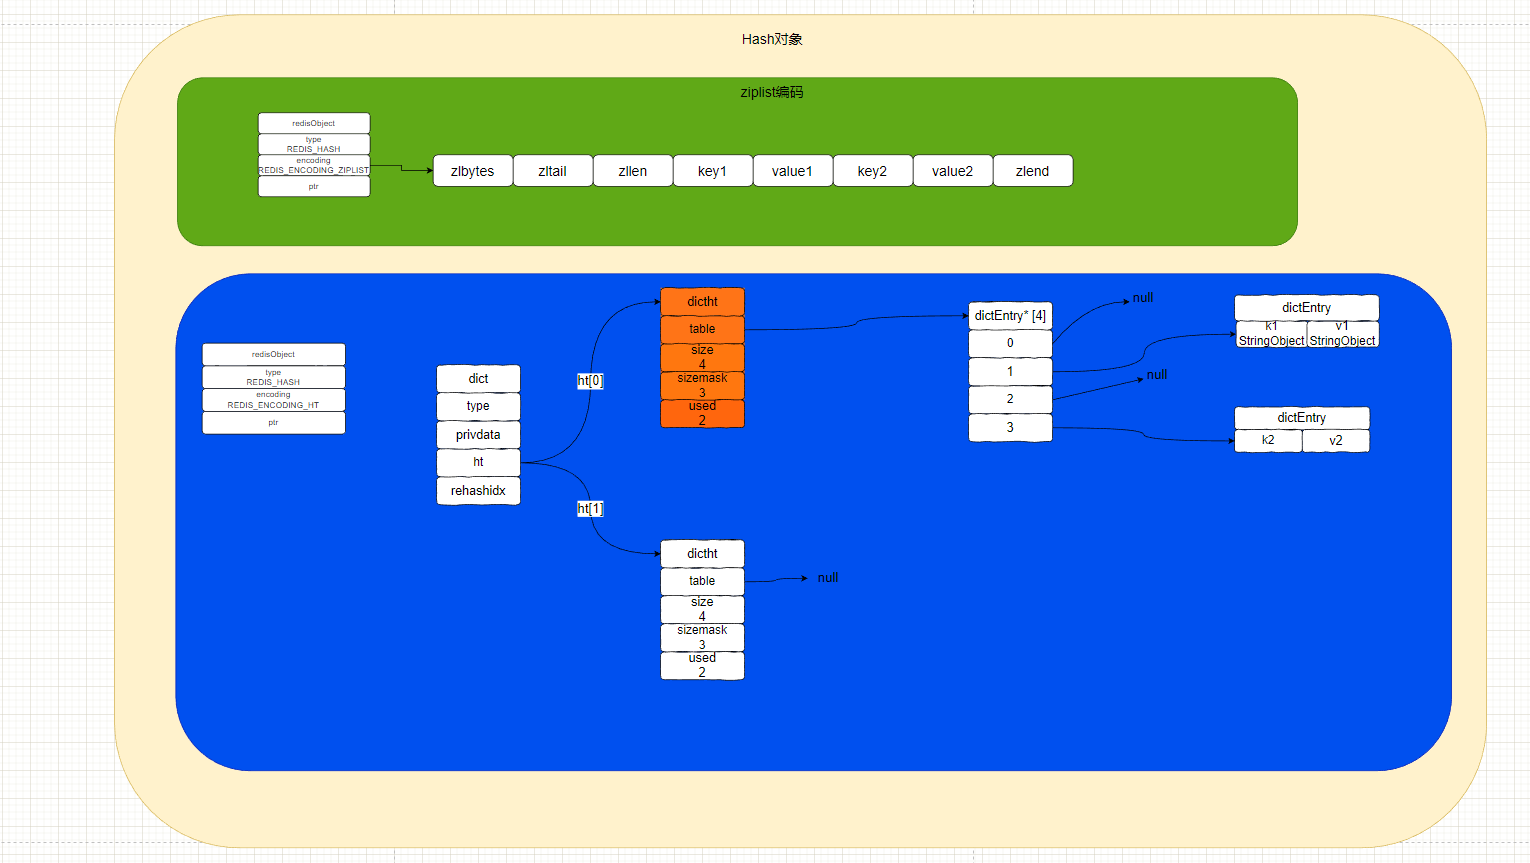 Hash对象
ziplist编码
redisObject
type
REDIS_HASH
encoding
REDIS_ENCODING_ZIPLIST
ptr
zlbytes
zltail
zllen
key1
value1
key2
value2
zlend
redisObject
type
REDIS_HASH
encoding
REDIS_ENCODING_HT
ptr
dict
type
privdata
ht
rehashidx
ht[0]
ht[1]
dictht
table
size
4
sizemask
3
used
2
dictht
table
size
4
sizemask
3
used
2
null
dictEntry* [4]
0
1
2
3
null
null
dictEntry
k1
StringObject
v1
StringObject
dictEntry
k2
v2